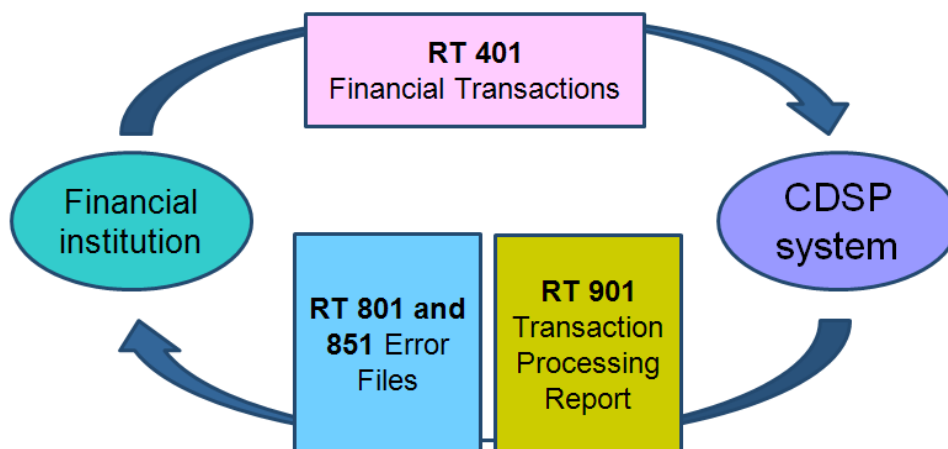 RT 401
Financial Transactions
Financial
institution
CDSP
system
RT 801 and
851 Error
Files
RT 901
Transaction
Processing
Report